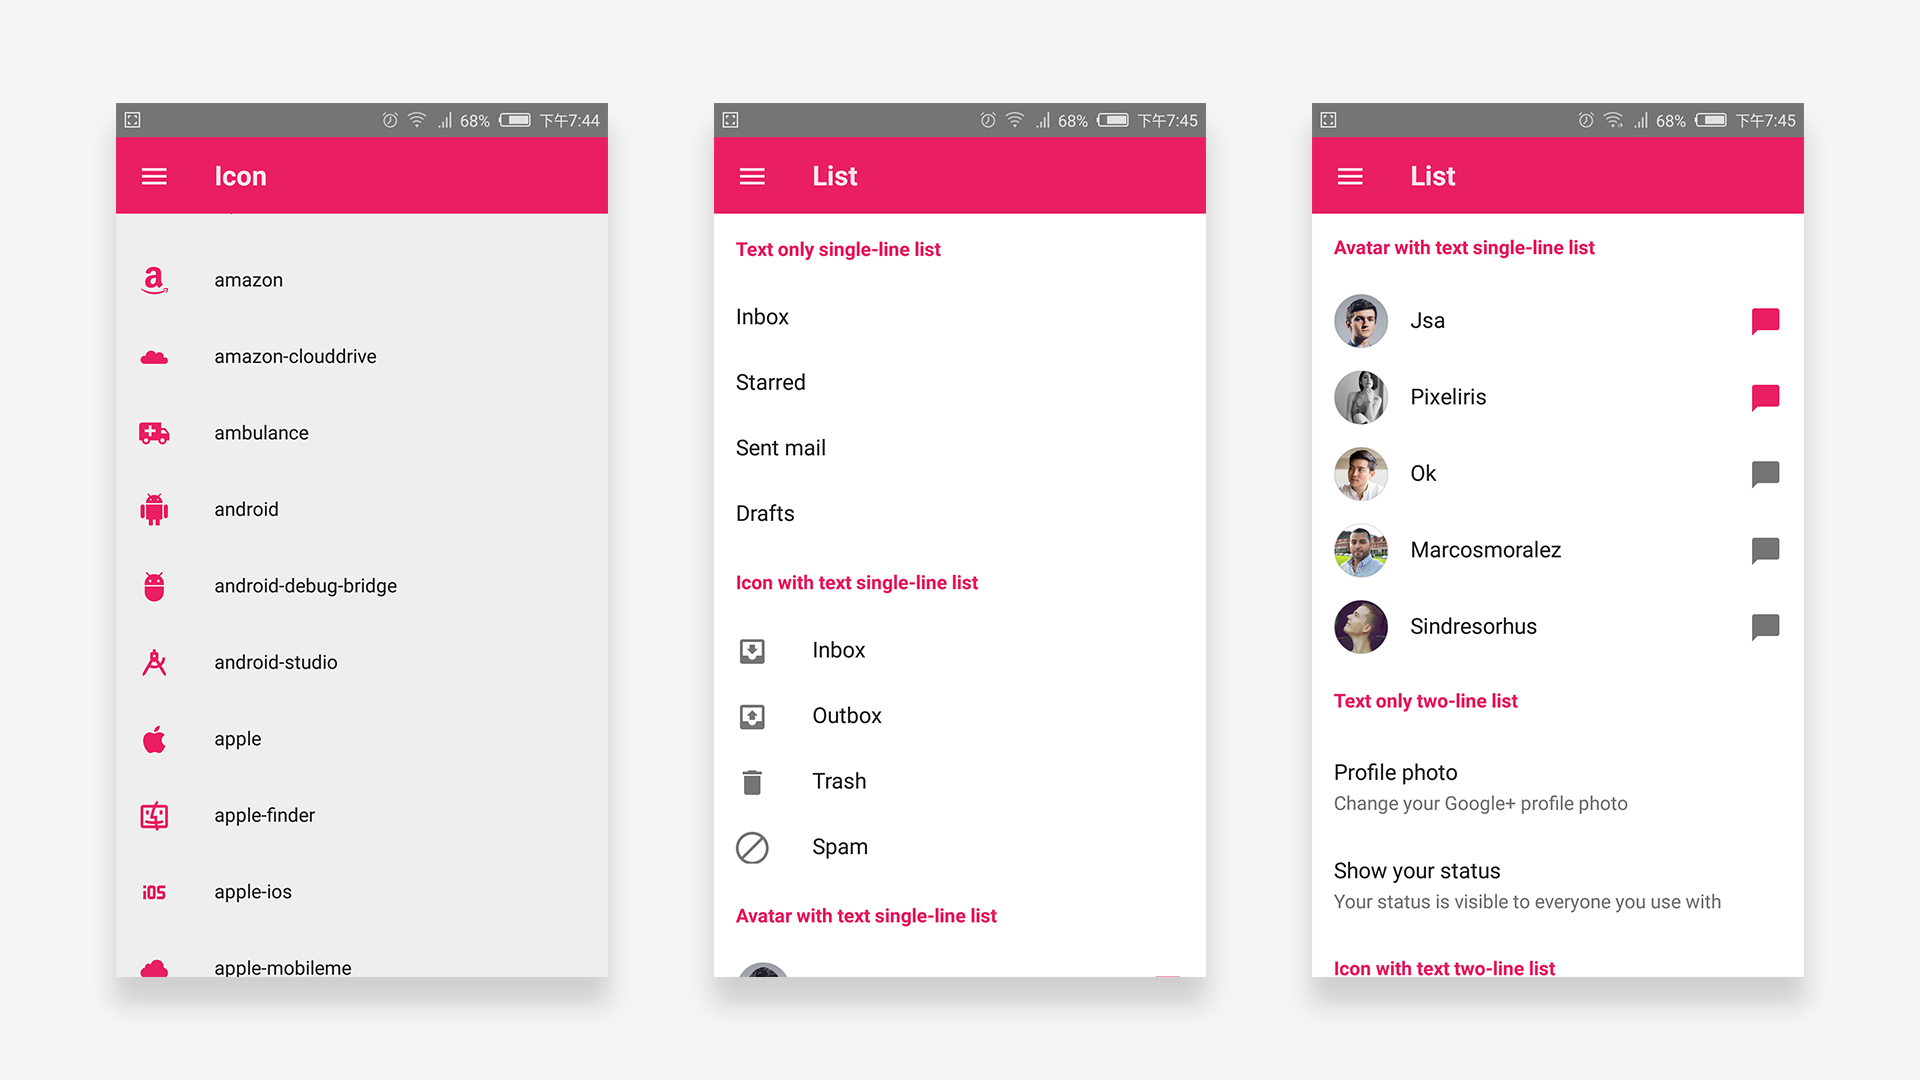 68% 下午7:44
Icon
amazon
amazon-clouddrive
ambulance
android
android-debug-bridge
android-studio
apple
apple-finder
iOS apple-ios
apple-mobileme
68% 下午7:45
List
Text only single-line list
Inbox
Starred
Sent mail
Drafts
Icon with text single-line list
Inbox
Outbox
Trash
Spam
Avatar with text single-line list
68% 下午7:45
List
Avatar with text single-line list
Jsa
Pixeliris
Ok
Marcosmoralez
Sindresorhus
Text only two-line list
Profile photo
Change your Google+ profile photo
Show your status
Your status is visible to everyone you use with
Icon with text two-line list